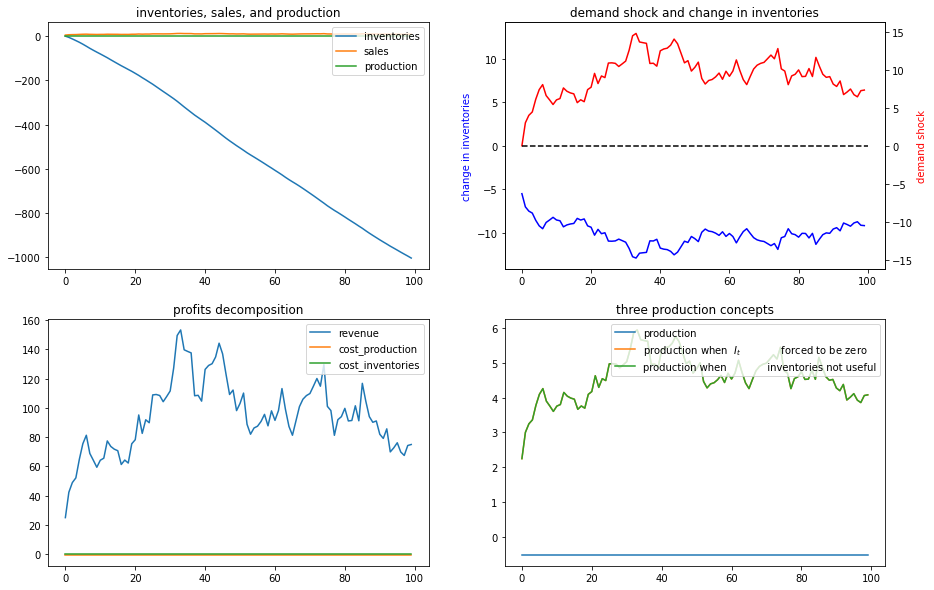 inventories, sales, and production
0
−200
−400
−600
−800
−1000
0 20 40 60 80 100
inventories
sales
production
demand shock and change in inventories
change in inventories
10
5
0
−5
−10
15
10
5
0
−5
−10
−15
demand shock
0 20 40 60 80 100
profits decomposition
160
140
120
100
80
60
40
20
0
0 20 40 60 80 100
revenue
cost_production
cost_inventories
three production concepts
6
5
4
3
2
1
0
0 20 40 60 80 100
production
production when I_t forced to be zero
production when inventories not useful